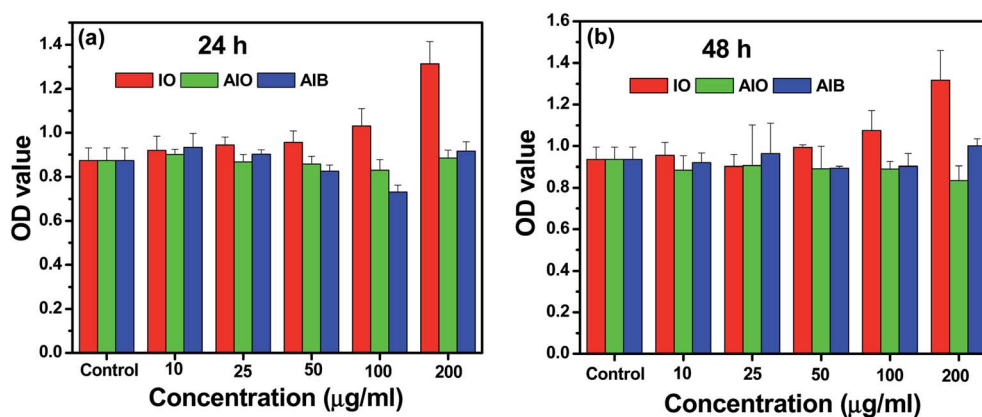 (a)
24 h
IO AIO AIB
OD value
1.4
1.2
1.0
0.8
0.6
0.4
0.2
0.0
Control 10 25 50 100 200
Concentration (μg/ml)
(b)
48 h
IO AIO AIB
OD value
1.6
1.4
1.2
1.0
0.8
0.6
0.4
0.2
0.0
Control 10 25 50 100 200
Concentration (μg/ml)